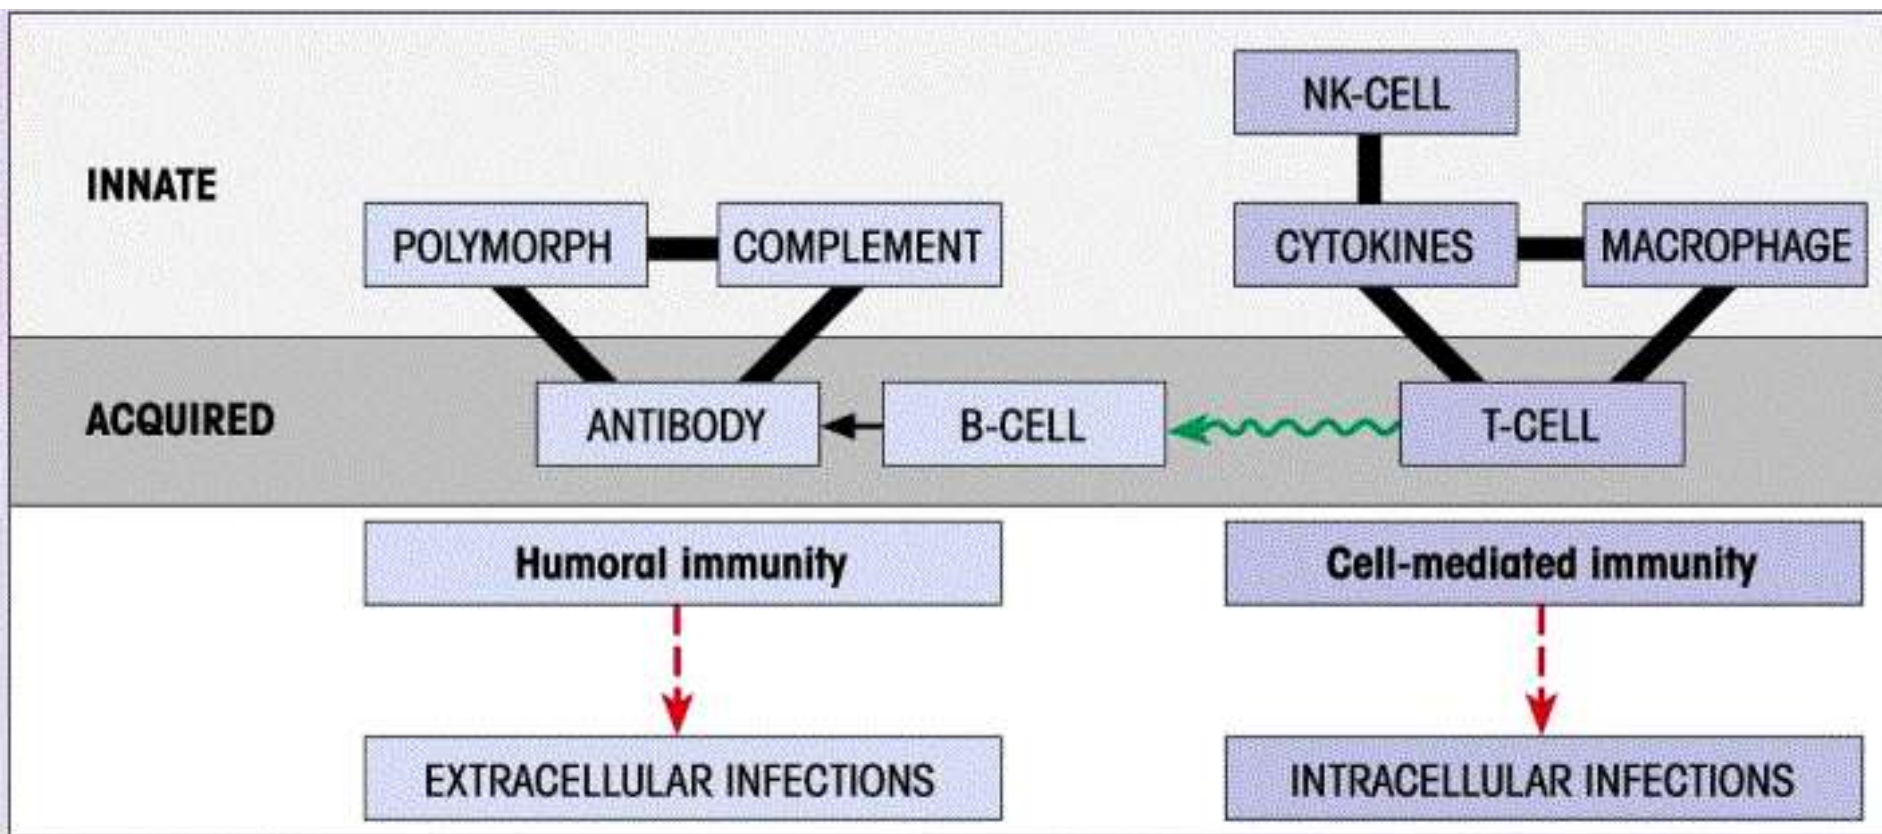 NK-CELL
INNATE
POLYMORPH
COMPLEMENT
CYTOKINES
MACROPHAGE
ACQUIRED
ANTIBODY
B-CELL
T-CELL
Humoral immunity
Cell-mediated immunity
EXTRACELLULAR INFECTIONS
INTRACELLULAR INFECTIONS